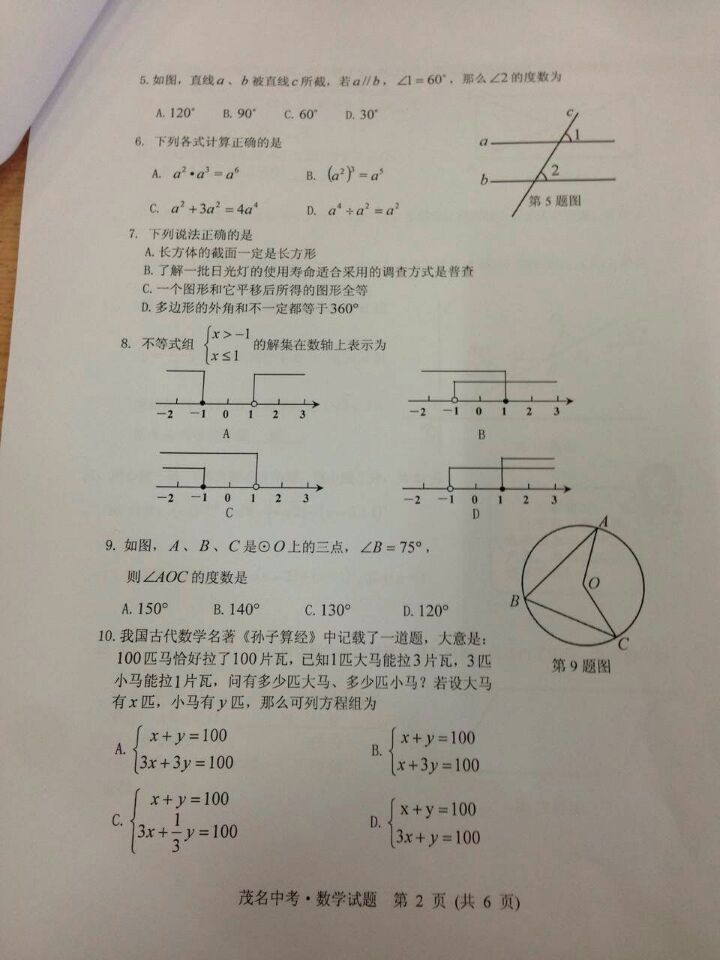 5. 如图，直线a、b被直线c所截，若a//b，∠1=60°，那么∠2的度数为
A. 120° B. 90° C. 60° D. 30°
c
1
a
2
b
第5题图
6. 下列各式计算正确的是
A. a²•a³=a⁶ B. (a²)³=a⁵
C. a²+3a²=4a⁴ D. a⁴÷a²=a²
7. 下列说法正确的是
A. 长方体的截面一定是长方形
B. 了解一批日光灯的使用寿命适合采用的调查方式是普查
C. 一个图形和它平移后所得的图形全等
D. 多边形的外角和不一定都等于360°
8. 不等式组 {x>-1 x≤1 的解集在数轴上表示为
-2 -1 0 1 2 3
A
-2 -1 0 1 2 3
B
-2 -1 0 1 2 3
C
-2 -1 0 1 2 3
D
9. 如图，A、B、C是⊙O上的三点，∠B=75°，
则∠AOC的度数是
A. 150° B. 140° C. 130° D. 120°
A
O
B
C
第9题图
10. 我国古代数学名著《孙子算经》中记载了一道题，大意是：
100匹马恰好拉了100片瓦，已知1匹大马能拉3片瓦，3匹
小马能拉1片瓦，问有多少匹大马、多少匹小马？若设大马
有x匹，小马有y匹，那么可列方程组为
A. {x+y=100 3x+3y=100
B. {x+y=100 x+3y=100
C. {x+y=100 3x+1/3y=100
D. {x+y=100 3x+y=100
茂名中考·数学试题 第 2 页 (共 6 页)